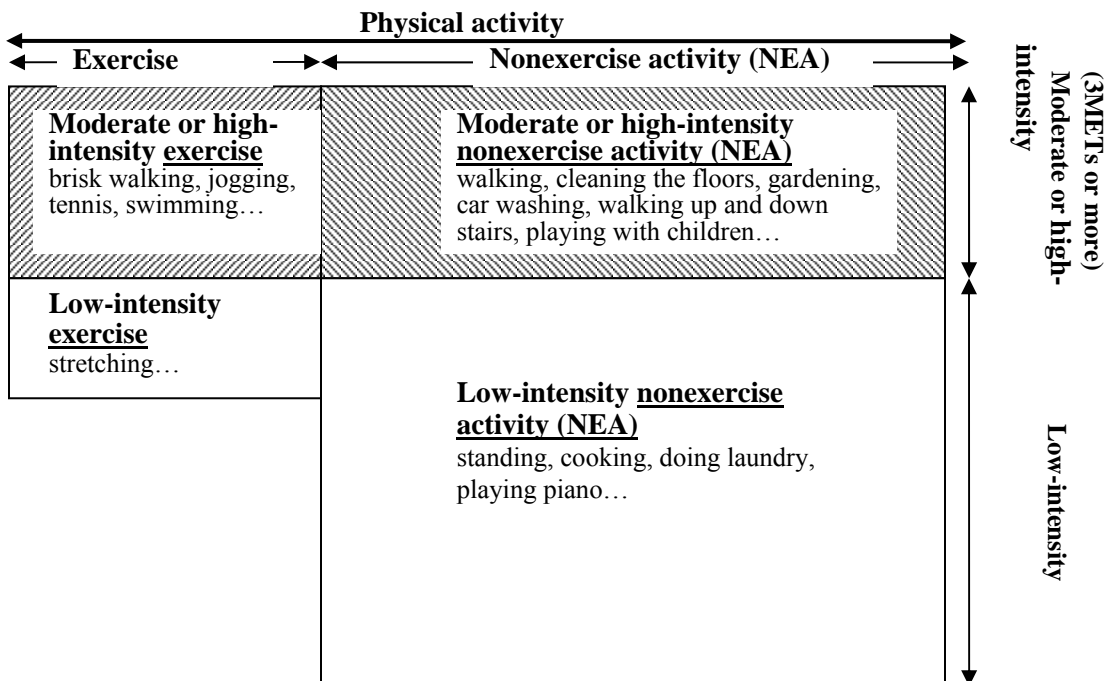 Physical activity
Exercise
Nonexercise activity (NEA)
Moderate or high-
intensity exercise
brisk walking, jogging,
tennis, swimming…
Moderate or high-intensity
nonexercise activity (NEA)
walking, cleaning the floors, gardening,
car washing, walking up and down
stairs, playing with children…
(3METs or more)
Moderate or high-
intensity
Low-intensity
exercise
stretching…
Low-intensity nonexercise
activity (NEA)
standing, cooking, doing laundry,
playing piano…
Low-intensity